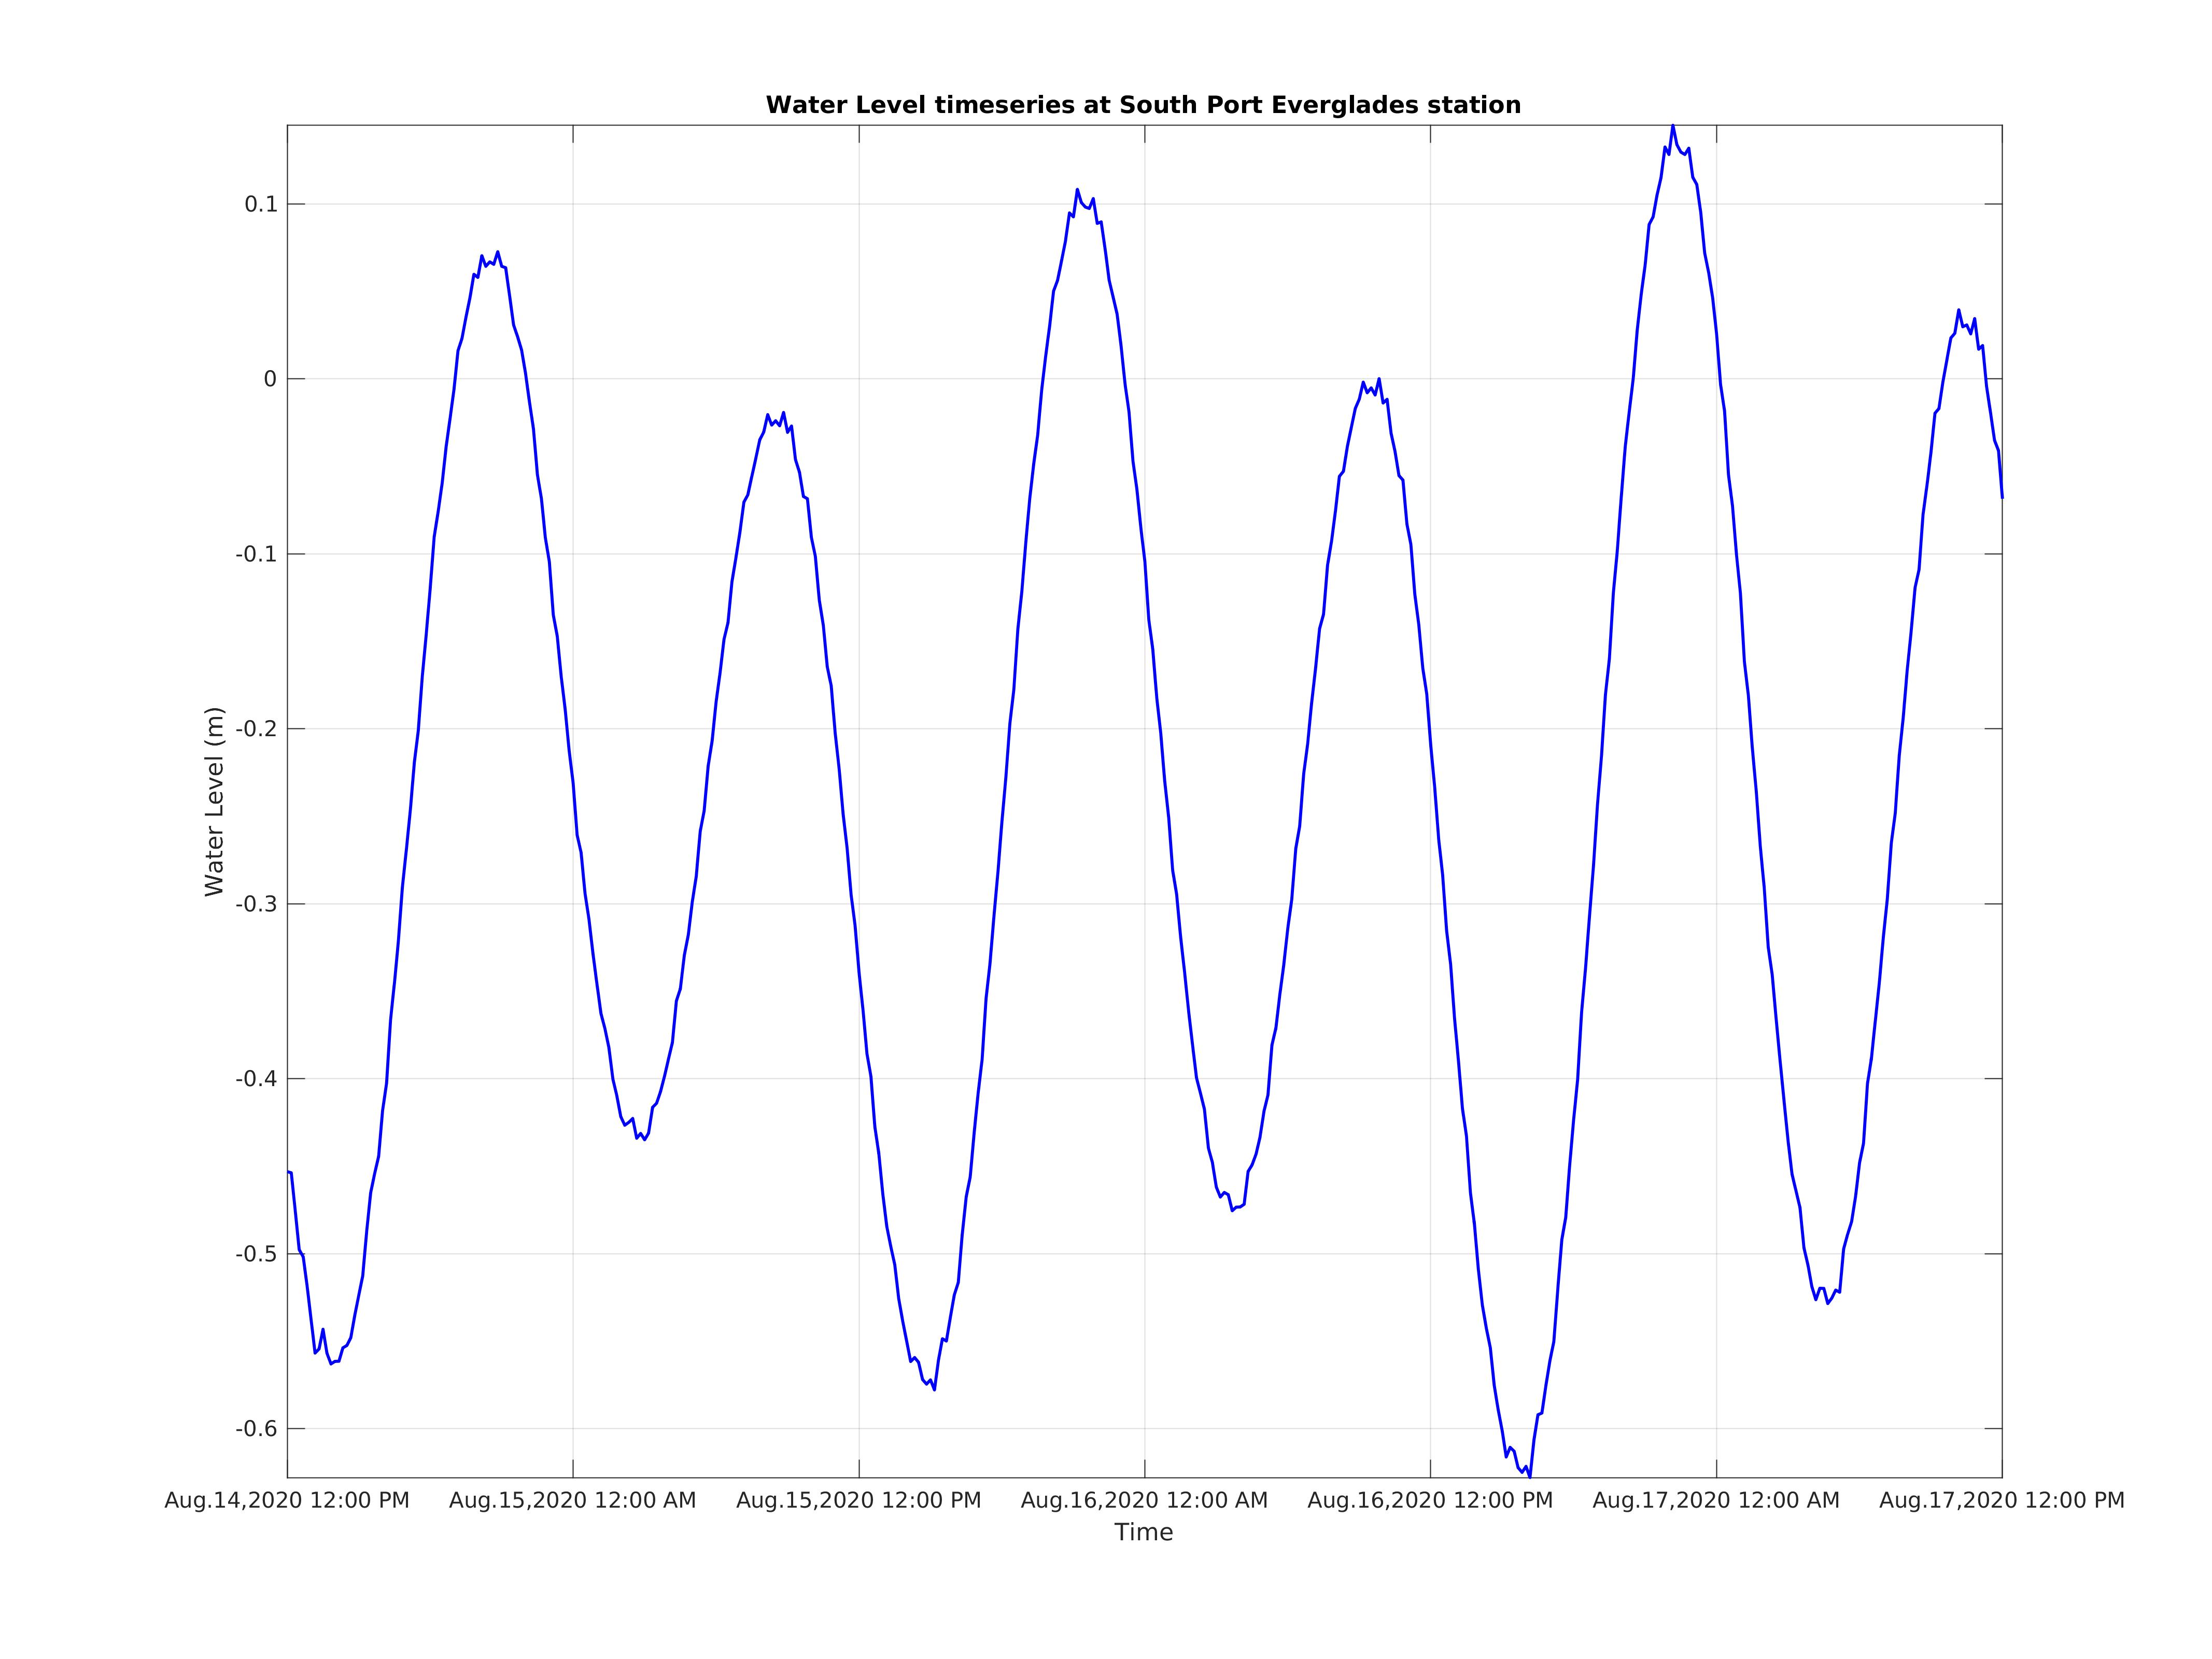 Water Level timeseries at South Port Everglades station
0.1
0
-0.1
-0.2
-0.3
-0.4
-0.5
-0.6
Water Level (m)
Aug.14,2020 12:00 PM Aug.15,2020 12:00 AM Aug.15,2020 12:00 PM Aug.16,2020 12:00 AM Aug.16,2020 12:00 PM Aug.17,2020 12:00 AM Aug.17,2020 12:00 PM
Time